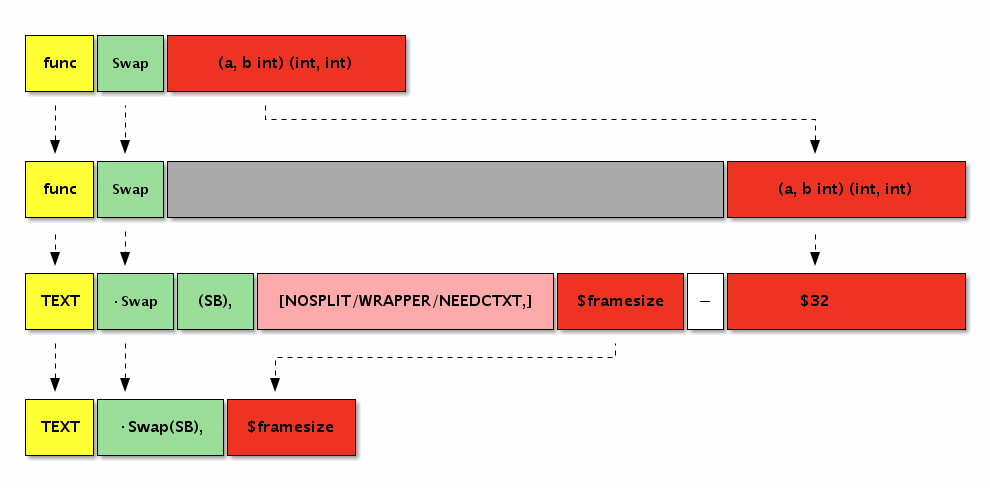 func Swap (a, b int) (int, int)
func Swap (a, b int) (int, int)
TEXT ·Swap (SB), [NOSPLIT/WRAPPER/NEEDCTXT,] $framesize – $32
TEXT ·Swap(SB), $framesize